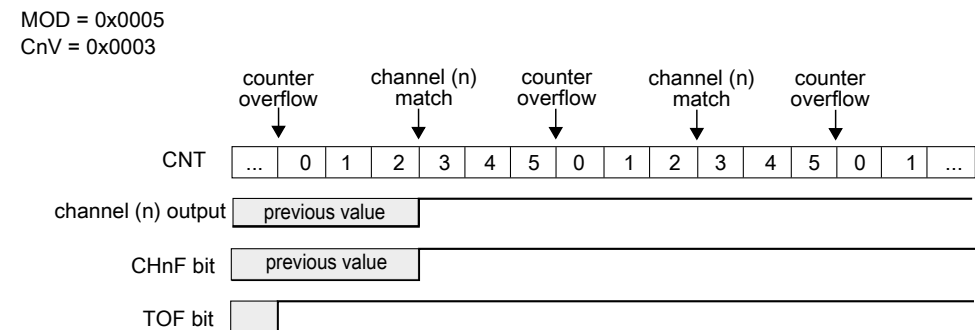 MOD = 0x0005
CnV = 0x0003
counter overflow
channel (n) match
counter overflow
channel (n) match
counter overflow
CNT ... 0 1 2 3 4 5 0 1 2 3 4 5 0 1 ...
channel (n) output previous value
CHnF bit previous value
TOF bit